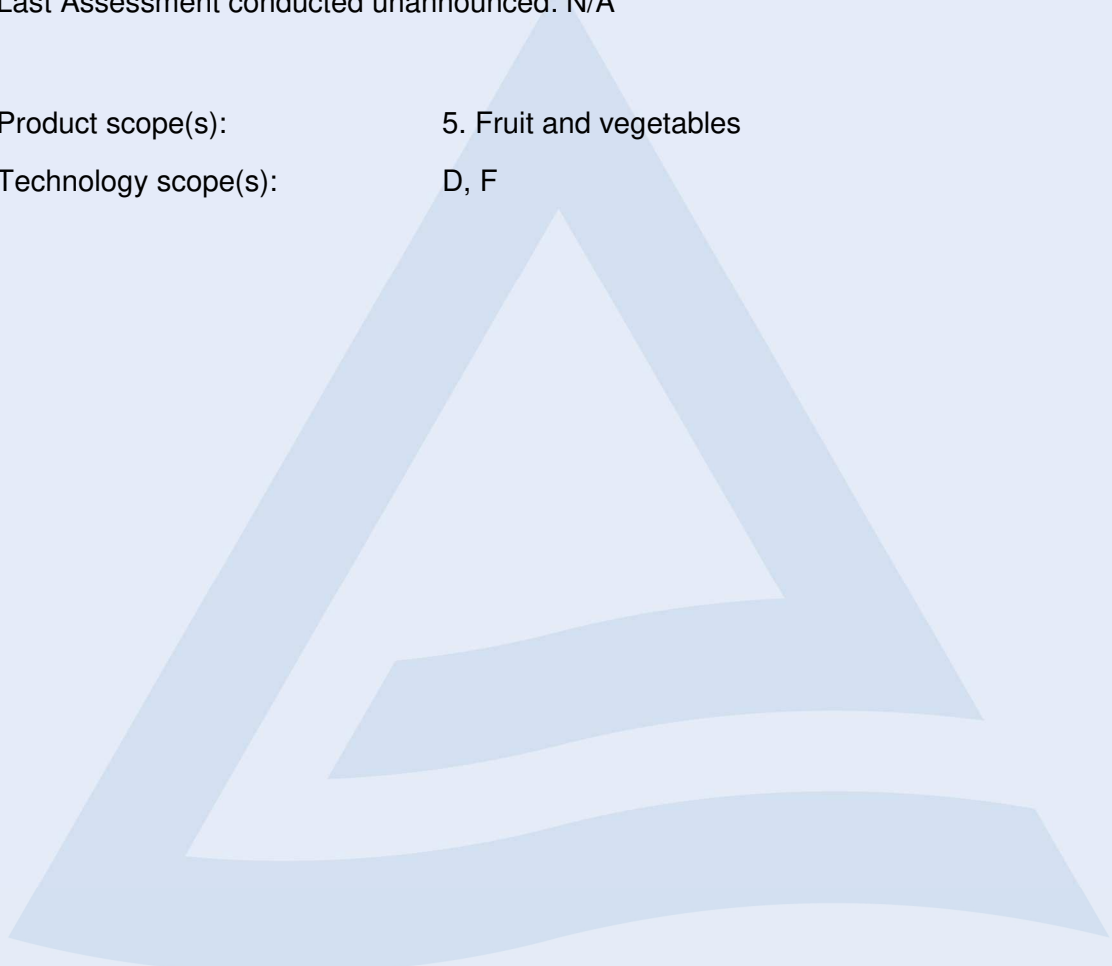 Last Assessment conducted unannounced: N/A
Product scope(s): 5. Fruit and vegetables
Technology scope(s): D, F